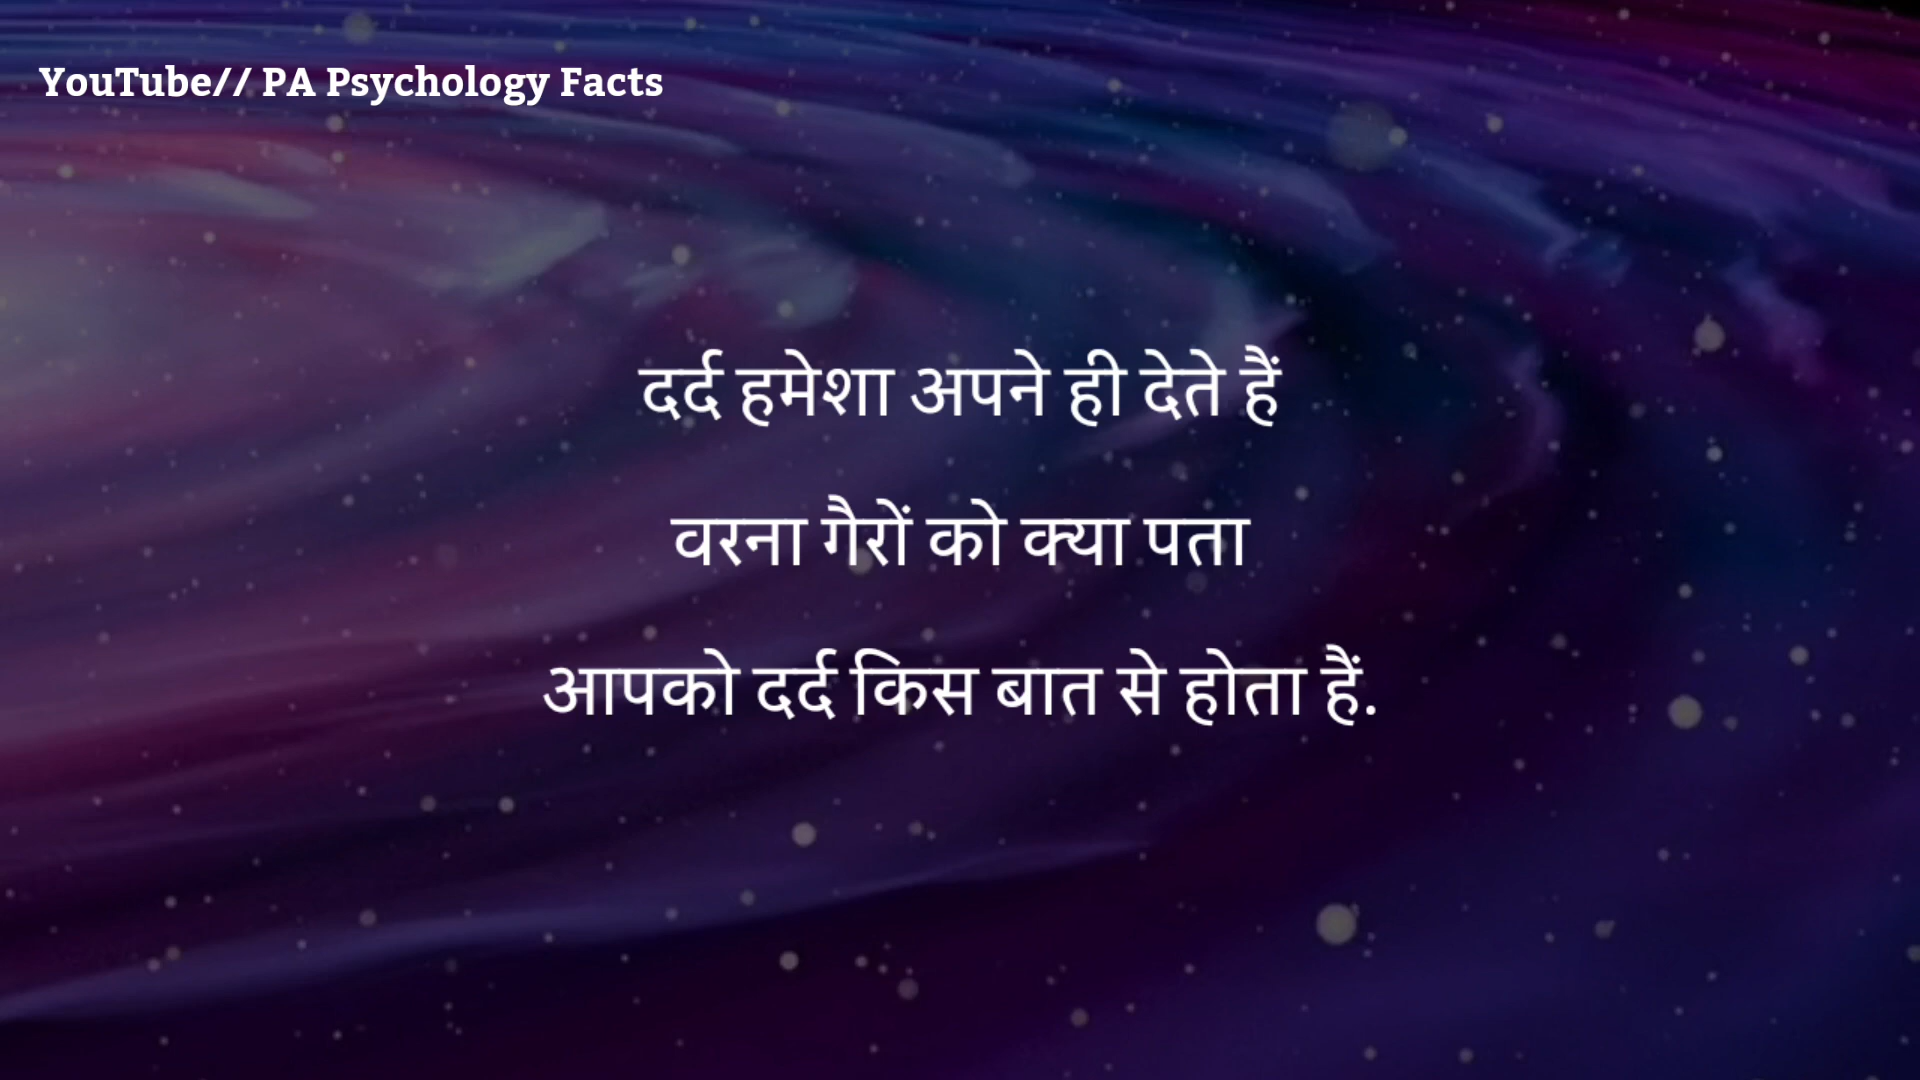 YouTube// PA Psychology Facts
दर्द हमेशा अपने ही देते हैं
वरना गैरों को क्या पता
आपको दर्द किस बात से होता हैं.